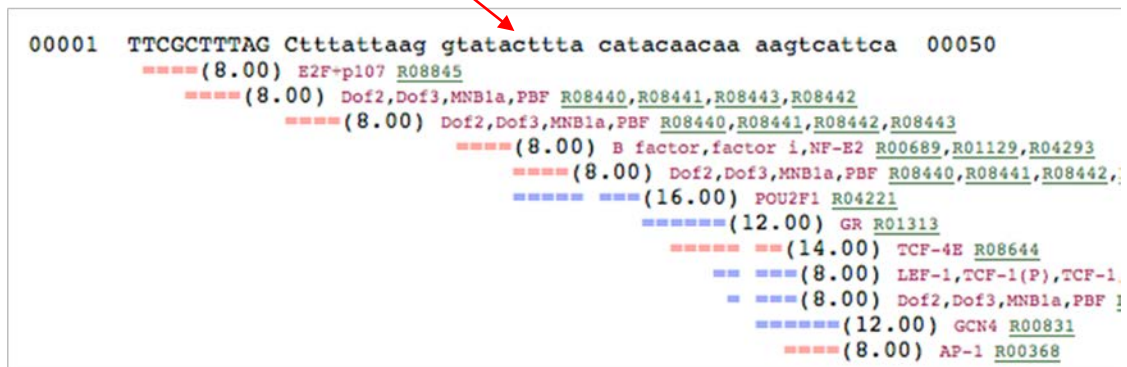 00001 TTCGCTTTAG Ctttattaag gtatacttta catacaacaa aagtcattca 00050
(8.00) E2F+p107 R08845
(8.00) Dof2,Dof3,MNB1a,PBF R08440,R08441,R08443,R08442
(8.00) Dof2,Dof3,MNB1a,PBF R08440,R08441,R08442,R08443
(8.00) B factor,factor i,NF-E2 R00689,R01129,R04293
(8.00) Dof2,Dof3,MNB1a,PBF R08440,R08441,R08442,
(16.00) POU2F1 R04221
(12.00) GR R01313
(14.00) TCF-4E R08644
(8.00) LEF-1,TCF-1(P),TCF-1
(8.00) Dof2,Dof3,MNB1a,PBF
(12.00) GCN4 R00831
(8.00) AP-1 R00368